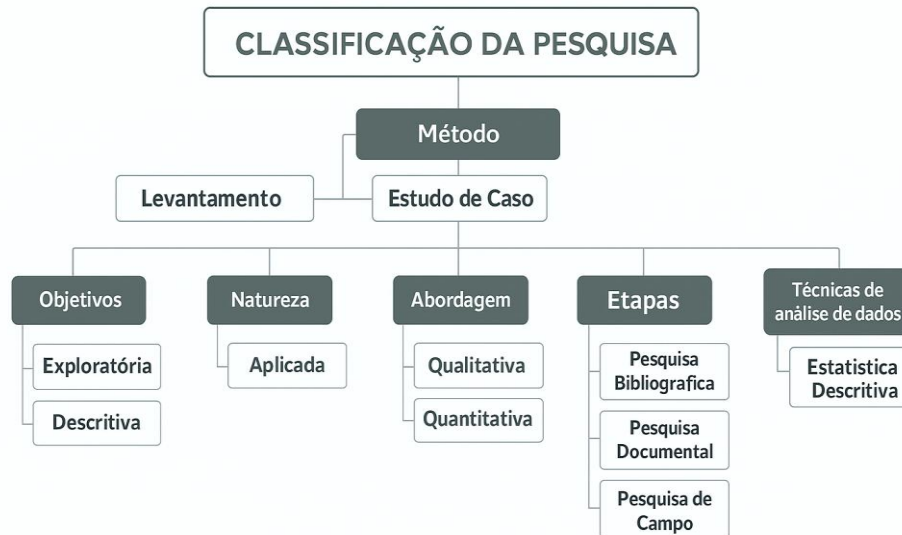 CLASSIFICAÇÃO DA PESQUISA
Método
Levantamento
Estudo de Caso
Objetivos
Exploratória
Descritiva
Natureza
Aplicada
Abordagem
Qualitativa
Quantitativa
Etapas
Pesquisa
Bibliografica
Pesquisa
Documental
Pesquisa de
Campo
Técnicas de
análise de dados
Estatistica
Descritiva